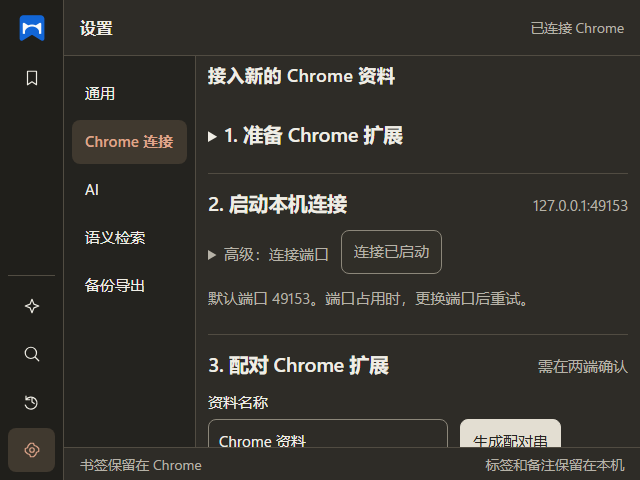 设置
已连接 Chrome
通用
Chrome 连接
AI
语义检索
备份导出
接入新的 Chrome 资料
1. 准备 Chrome 扩展
2. 启动本机连接
127.0.0.1:49153
高级：连接端口
连接已启动
默认端口 49153。端口占用时，更换端口后重试。
3. 配对 Chrome 扩展
需在两端确认
资料名称
Chrome 资料
生成配对串
书签保留在 Chrome
标签和备注保留在本机